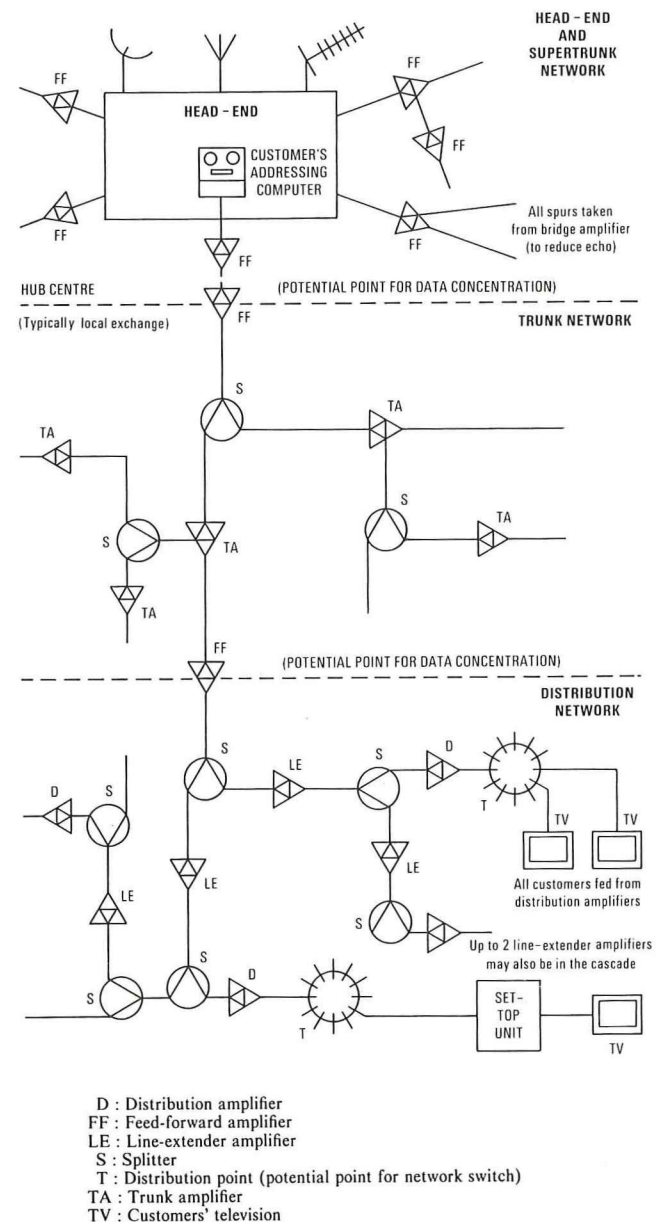 HEAD – END
AND
SUPERTRUNK
NETWORK
FF
FF
HEAD – END
CUSTOMER'S
ADDRESSING
COMPUTER
FF
FF
FF
All spurs taken
from bridge amplifier
(to reduce echo)
FF
HUB CENTRE
(POTENTIAL POINT FOR DATA CONCENTRATION)
(Typically local exchange)
FF
TRUNK NETWORK
S
TA
TA
S
S
TA
TA
TA
FF
(POTENTIAL POINT FOR DATA CONCENTRATION)
DISTRIBUTION
NETWORK
S
LE
S
D
D
S
T
TV
TV
LE
LE
All customers fed from
distribution amplifiers
LE
S
Up to 2 line–extender amplifiers
may also be in the cascade
S
S
D
T
SET–
TOP
UNIT
TV
D : Distribution amplifier
FF : Feed-forward amplifier
LE : Line-extender amplifier
S : Splitter
T : Distribution point (potential point for network switch)
TA : Trunk amplifier
TV : Customers' television